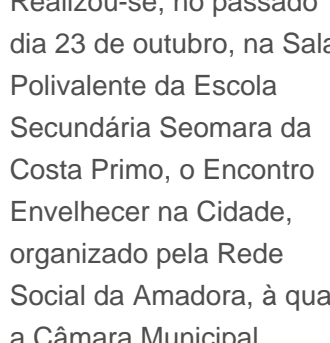 Realizou-se, no passado
dia 23 de outubro, na Sala
Polivalente da Escola
Secundária Seomara da
Costa Primo, o Encontro
Envelhecer na Cidade,
organizado pela Rede
Social da Amadora, à qual
a Câmara Municipal